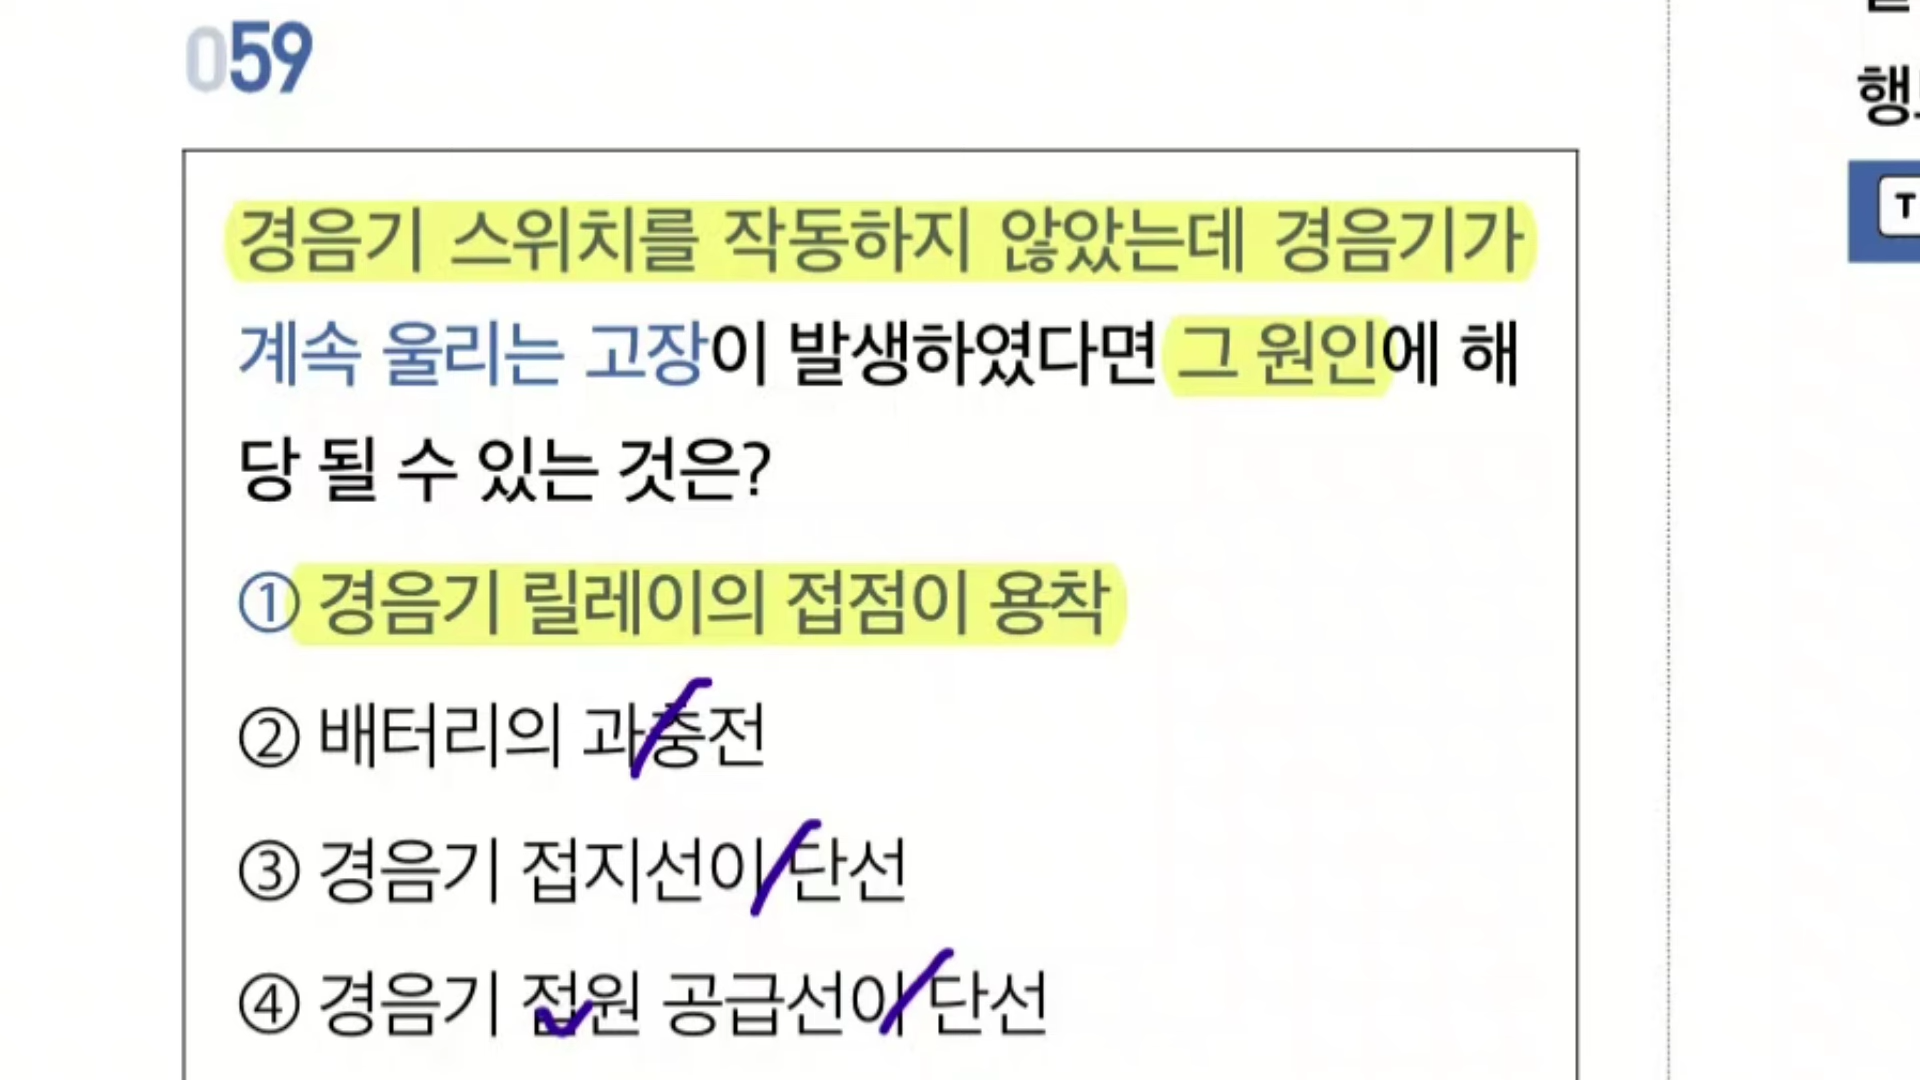 059
행
경음기 스위치를 작동하지 않았는데 경음기가
계속 울리는 고장이 발생하였다면 그 원인에 해
당 될 수 있는 것은?
① 경음기 릴레이의 접점이 용착
② 배터리의 과충전
③ 경음기 접지선이 단선
④ 경음기 접원 공급선이 단선
T